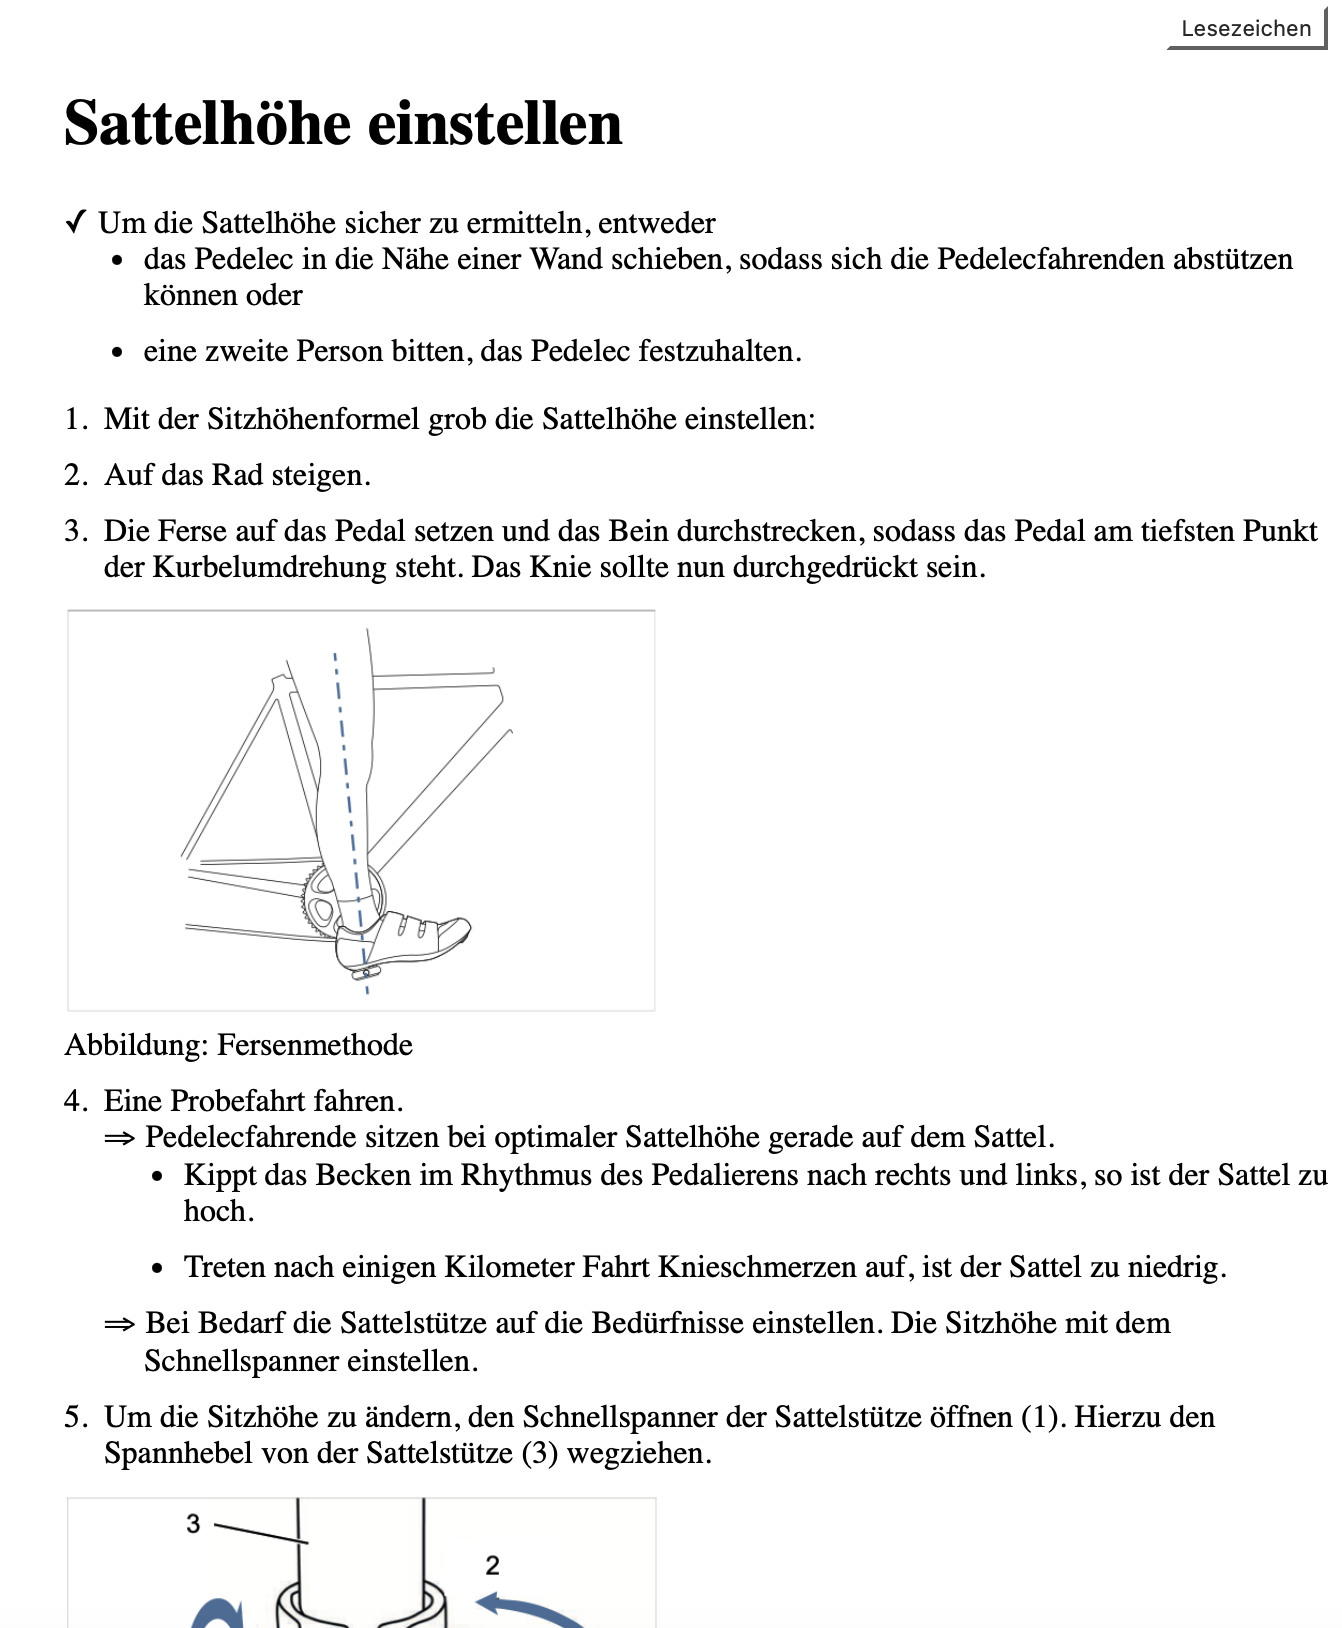 Lesezeichen
Sattelhöhe einstellen
✓ Um die Sattelhöhe sicher zu ermitteln, entweder
• das Pedelec in die Nähe einer Wand schieben, sodass sich die Pedelecfahrenden abstützen
können oder
• eine zweite Person bitten, das Pedelec festzuhalten.
1. Mit der Sitzhöhenformel grob die Sattelhöhe einstellen:
2. Auf das Rad steigen.
3. Die Ferse auf das Pedal setzen und das Bein durchstrecken, sodass das Pedal am tiefsten Punkt
der Kurbelumdrehung steht. Das Knie sollte nun durchgedrückt sein.
Abbildung: Fersenmethode
4. Eine Probefahrt fahren.
⇒ Pedelecfahrende sitzen bei optimaler Sattelhöhe gerade auf dem Sattel.
• Kippt das Becken im Rhythmus des Pedalierens nach rechts und links, so ist der Sattel zu
hoch.
• Treten nach einigen Kilometer Fahrt Knieschmerzen auf, ist der Sattel zu niedrig.
⇒ Bei Bedarf die Sattelstütze auf die Bedürfnisse einstellen. Die Sitzhöhe mit dem
Schnellspanner einstellen.
5. Um die Sitzhöhe zu ändern, den Schnellspanner der Sattelstütze öffnen (1). Hierzu den
Spannhebel von der Sattelstütze (3) wegziehen.
3
2